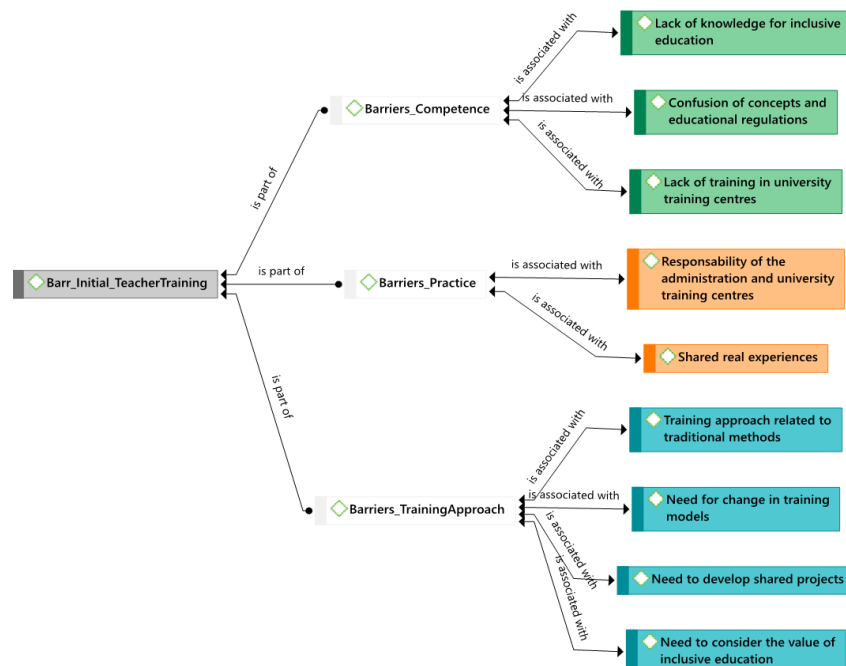 Lack of knowledge for inclusive
education
is associated with
Barriers_Competence
is associated with
Confusion of concepts and
educational regulations
is associated with
Lack of training in university
training centres
is part of
Barr_Initial_TeacherTraining
is part of
Barriers_Practice
is associated with
Responsability of the
administration and university
training centres
is associated with
Shared real experiences
is part of
Barriers_TrainingApproach
is associated with
Training approach related to
traditional methods
is associated with
Need for change in training
models
is associated with
Need to develop shared projects
is associated with
Need to consider the value of
inclusive education